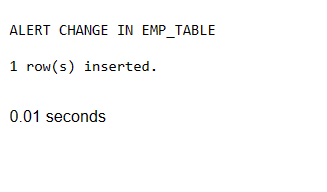 ALERT CHANGE IN EMP_TABLE
1 row(s) inserted.
0.01 seconds